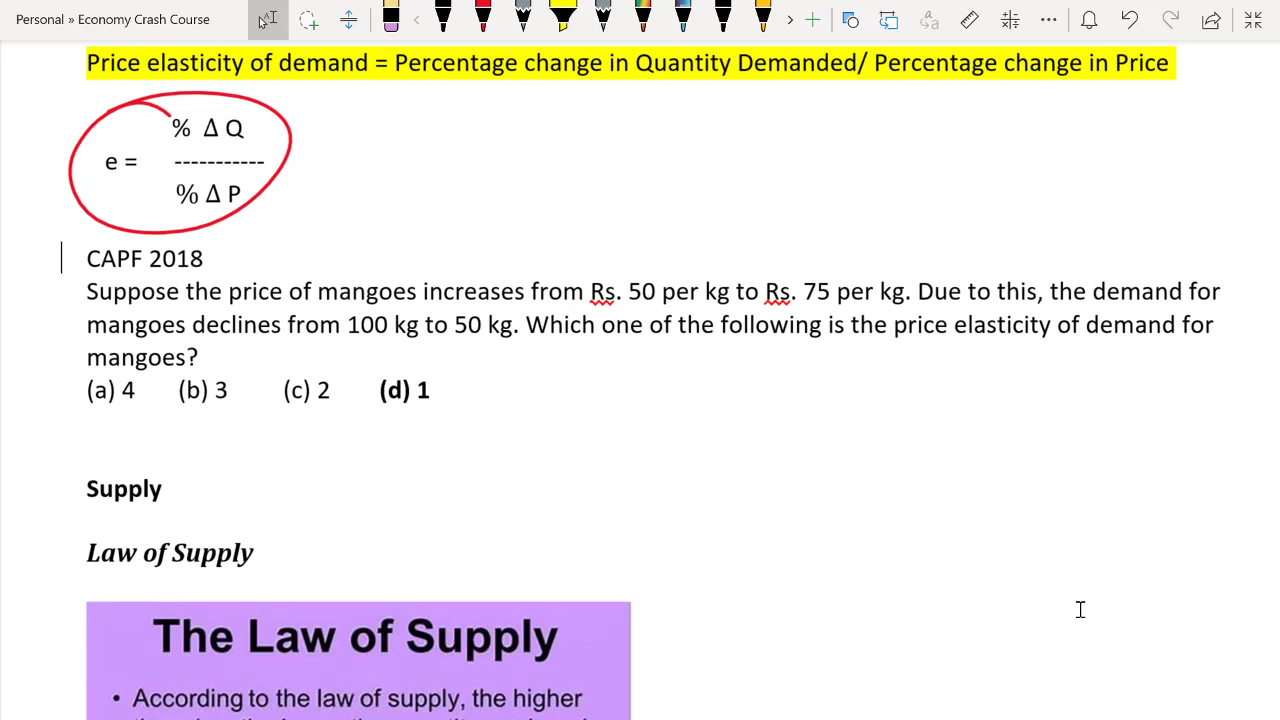 Personal » Economy Crash Course
Price elasticity of demand = Percentage change in Quantity Demanded/ Percentage change in Price
% Δ Q
e = -----------
% Δ P
CAPF 2018
Suppose the price of mangoes increases from Rs. 50 per kg to Rs. 75 per kg. Due to this, the demand for
mangoes declines from 100 kg to 50 kg. Which one of the following is the price elasticity of demand for
mangoes?
(a) 4 (b) 3 (c) 2 (d) 1
Supply
Law of Supply
The Law of Supply
• According to the law of supply, the higher